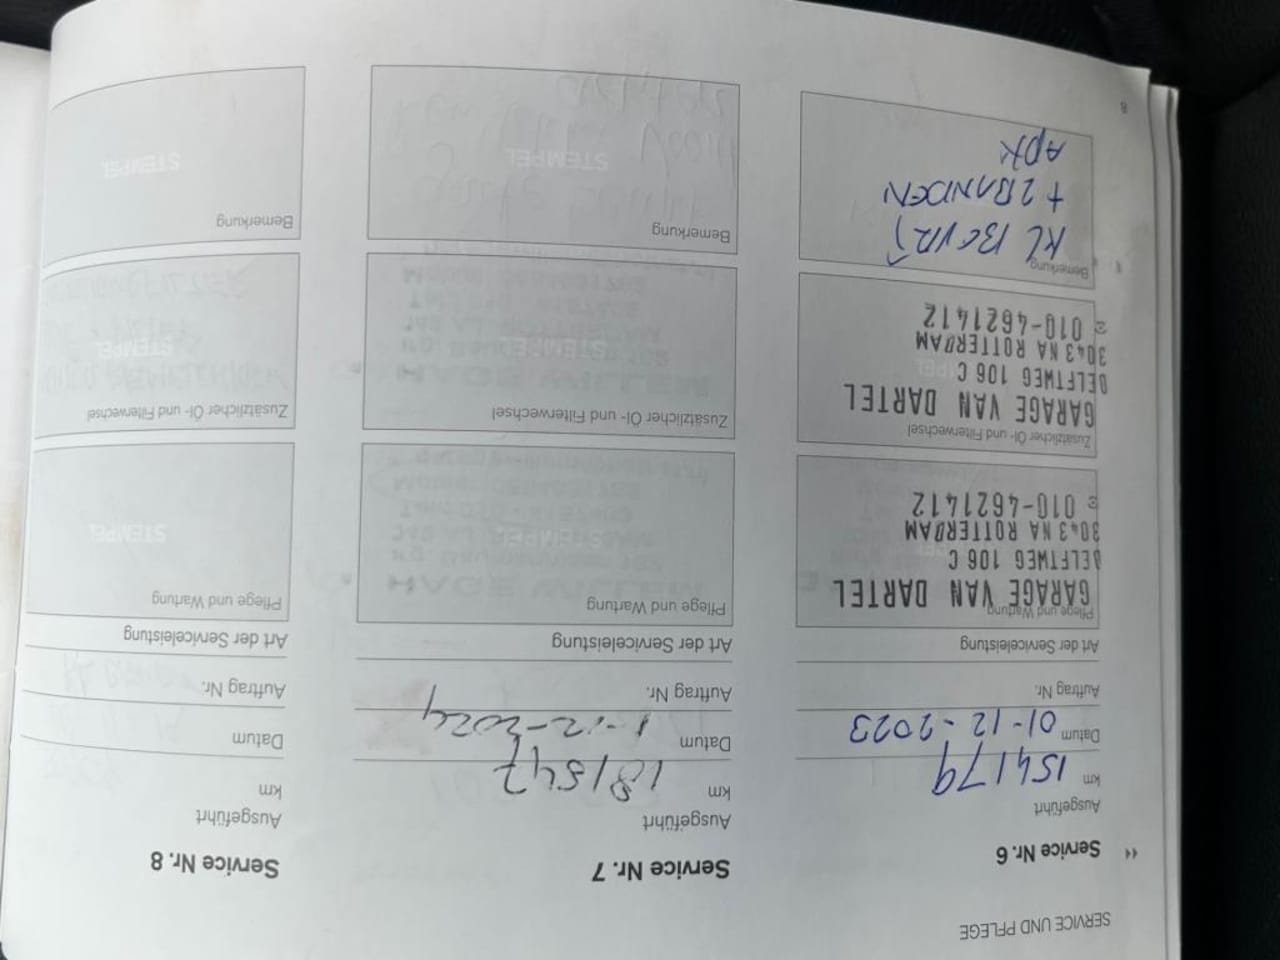 SERVICE UND PFLEGE
Service Nr. 6
Ausgeführt
km 154179
Datum 01-12-2023
Auftrag Nr.
Art der Serviceleistung
Pflege und Wartung
GARAGE VAN DARTEL
DELFTWEG 106 C
3043 NA ROTTERDAM
010-4621412
Zusätzlicher Öl- und Filterwechsel
GARAGE VAN DARTEL
DELFTWEG 106 C
3043 NA ROTTERDAM
010-4621412
Bemerkung
KL BEURT
+ 2 BANDEN
APK
8
Service Nr. 7
Ausgeführt
km 181547
Datum 1-12-2024
Auftrag Nr.
Art der Serviceleistung
Pflege und Wartung
STEMPEL
Zusätzlicher Öl- und Filterwechsel
STEMPEL
Bemerkung
STEMPEL
Service Nr. 8
Ausgeführt
km
Datum
Auftrag Nr.
Art der Serviceleistung
Pflege und Wartung
STEMPEL
Zusätzlicher Öl- und Filterwechsel
STEMPEL
Bemerkung
STEMPEL